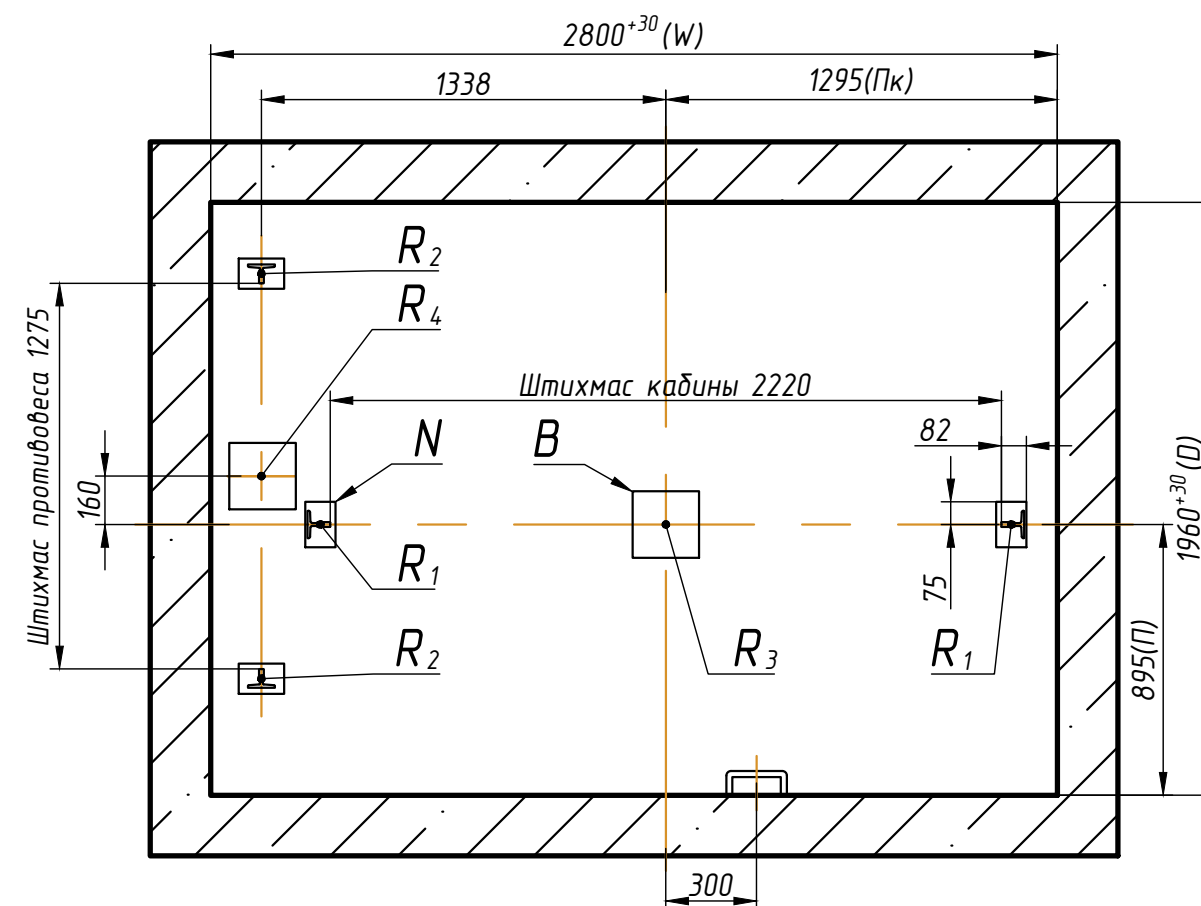 2800⁺³⁰(W)
1338
1295(Пк)
R₂
R₄
Штихмас противовеса 1275
Штихмас кабины 2220
N
B
82
160
1960⁺³⁰(D)
75
R₁
R₂
R₃
R₁
895(П)
300